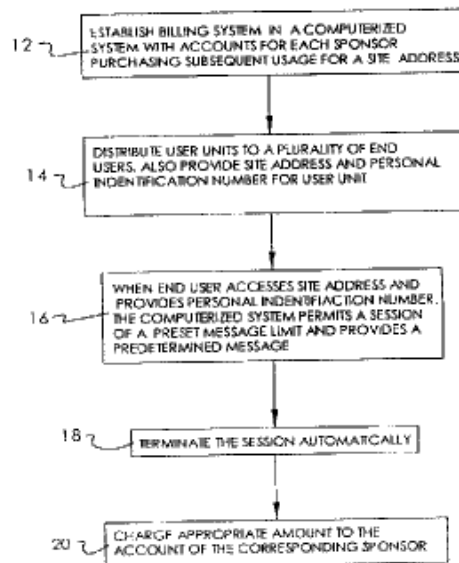 12
ESTABLISH BILLING SYSTEM IN A COMPUTERIZED
SYSTEM WITH ACCOUNTS FOR EACH SPONSOR
PURCHASING SUBSEQUENT USAGE FOR A SITE ADDRESS
14
DISTRIBUTE USER UNITS TO A PLURALITY OF END
USERS. ALSO PROVIDE SITE ADDRESS AND PERSONAL
INDENTIFICATION NUMBER FOR USER UNIT
16
WHEN END USER ACCESSES SITE ADDRESS AND
PROVIDES PERSONAL INDENTIFIACTION NUMBER,
THE COMPUTERIZED SYSTEM PERMITS A SESSION
OF A PRESET MESSAGE LIMIT AND PROVIDES A
PREDETERMINED MESSAGE
18
TERMINATE THE SESSION AUTOMATICALLY
20
CHARGE APPROPRIATE AMOUNT TO THE
ACCOUNT OF THE CORRESPONDING SPONSOR